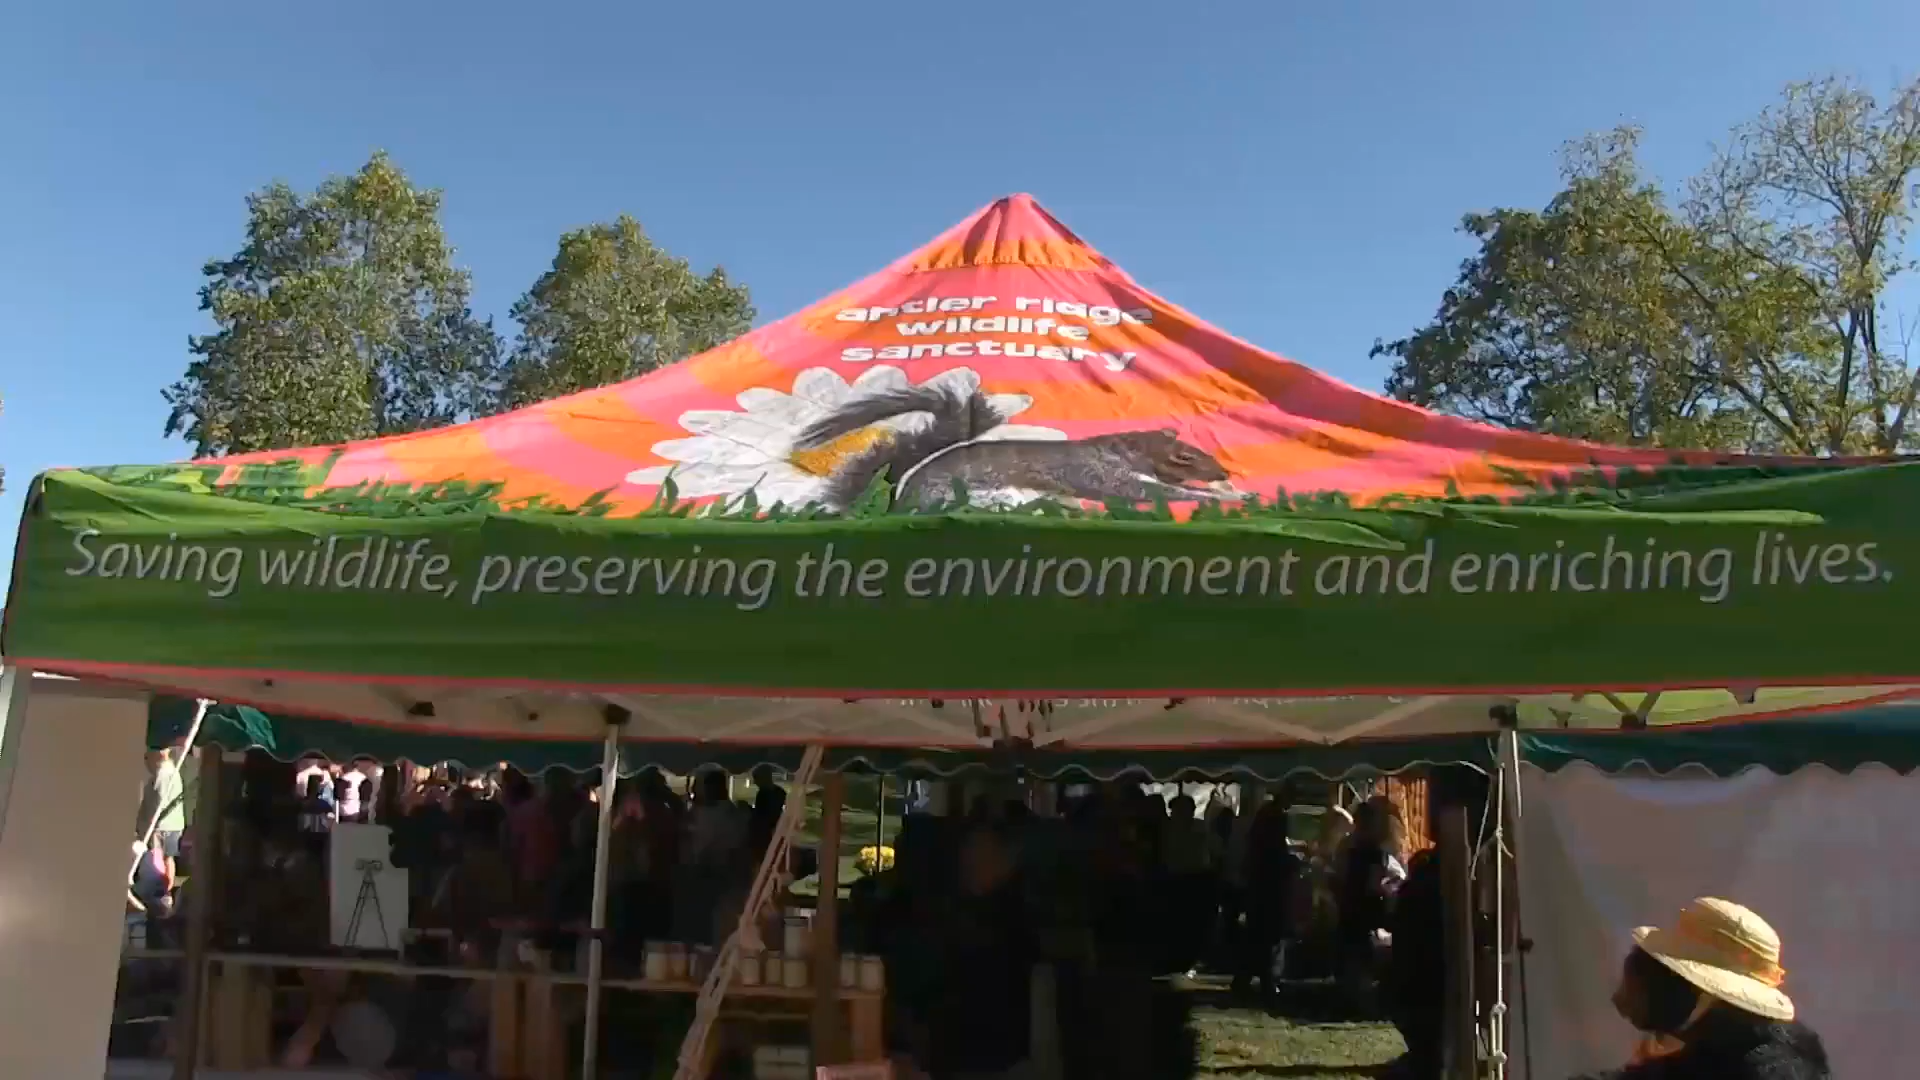 antler ridge
wildlife
sanctuary
Saving wildlife, preserving the environment and enriching lives.